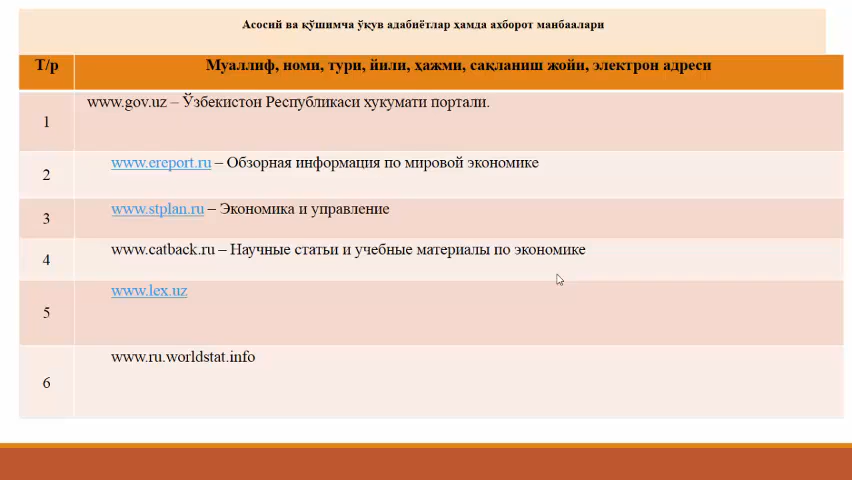 Асосий ва қўшимча ўқув адабиётлар ҳамда ахборот манбаалари
Т/р
Муаллиф, номи, тури, йили, ҳажми, сақланиш жойи, электрон адреси
1
www.gov.uz – Ўзбекистон Республикаси хукумати портали.
2
www.ereport.ru – Обзорная информация по мировой экономике
3
www.stplan.ru – Экономика и управление
4
www.catback.ru – Научные статьи и учебные материалы по экономике
5
www.lex.uz
6
www.ru.worldstat.info